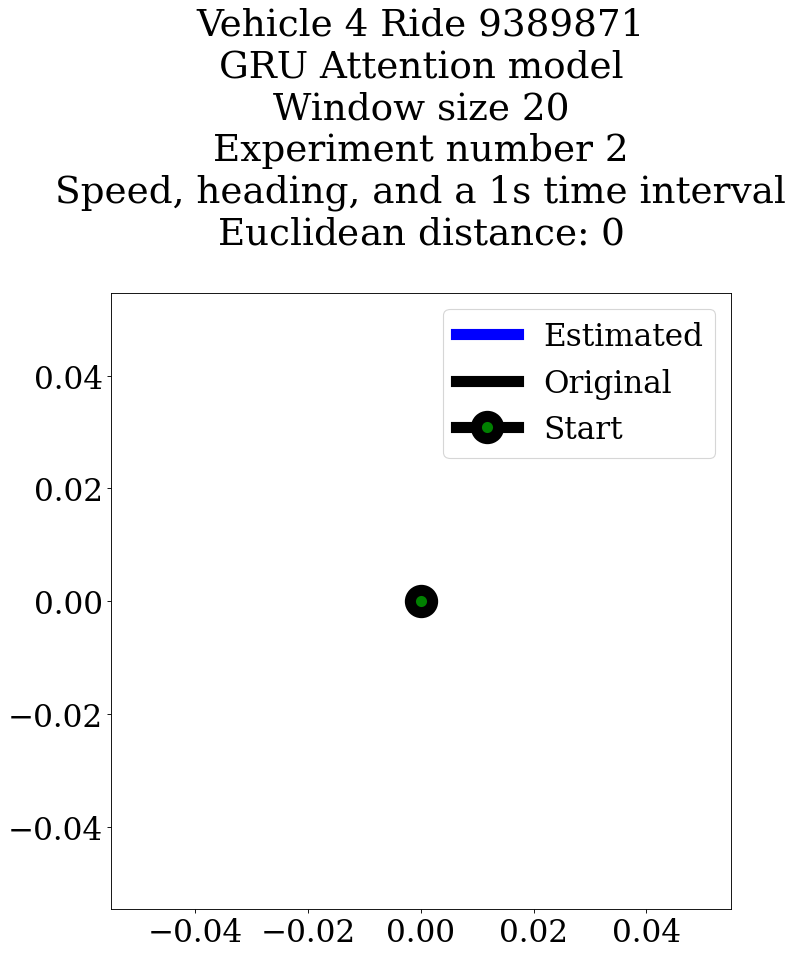 Vehicle 4 Ride 9389871
GRU Attention model
Window size 20
Experiment number 2
Speed, heading, and a 1s time interval
Euclidean distance: 0
Estimated
Original
Start
0.04
0.02
0.00
−0.02
−0.04
−0.04 −0.02 0.00 0.02 0.04